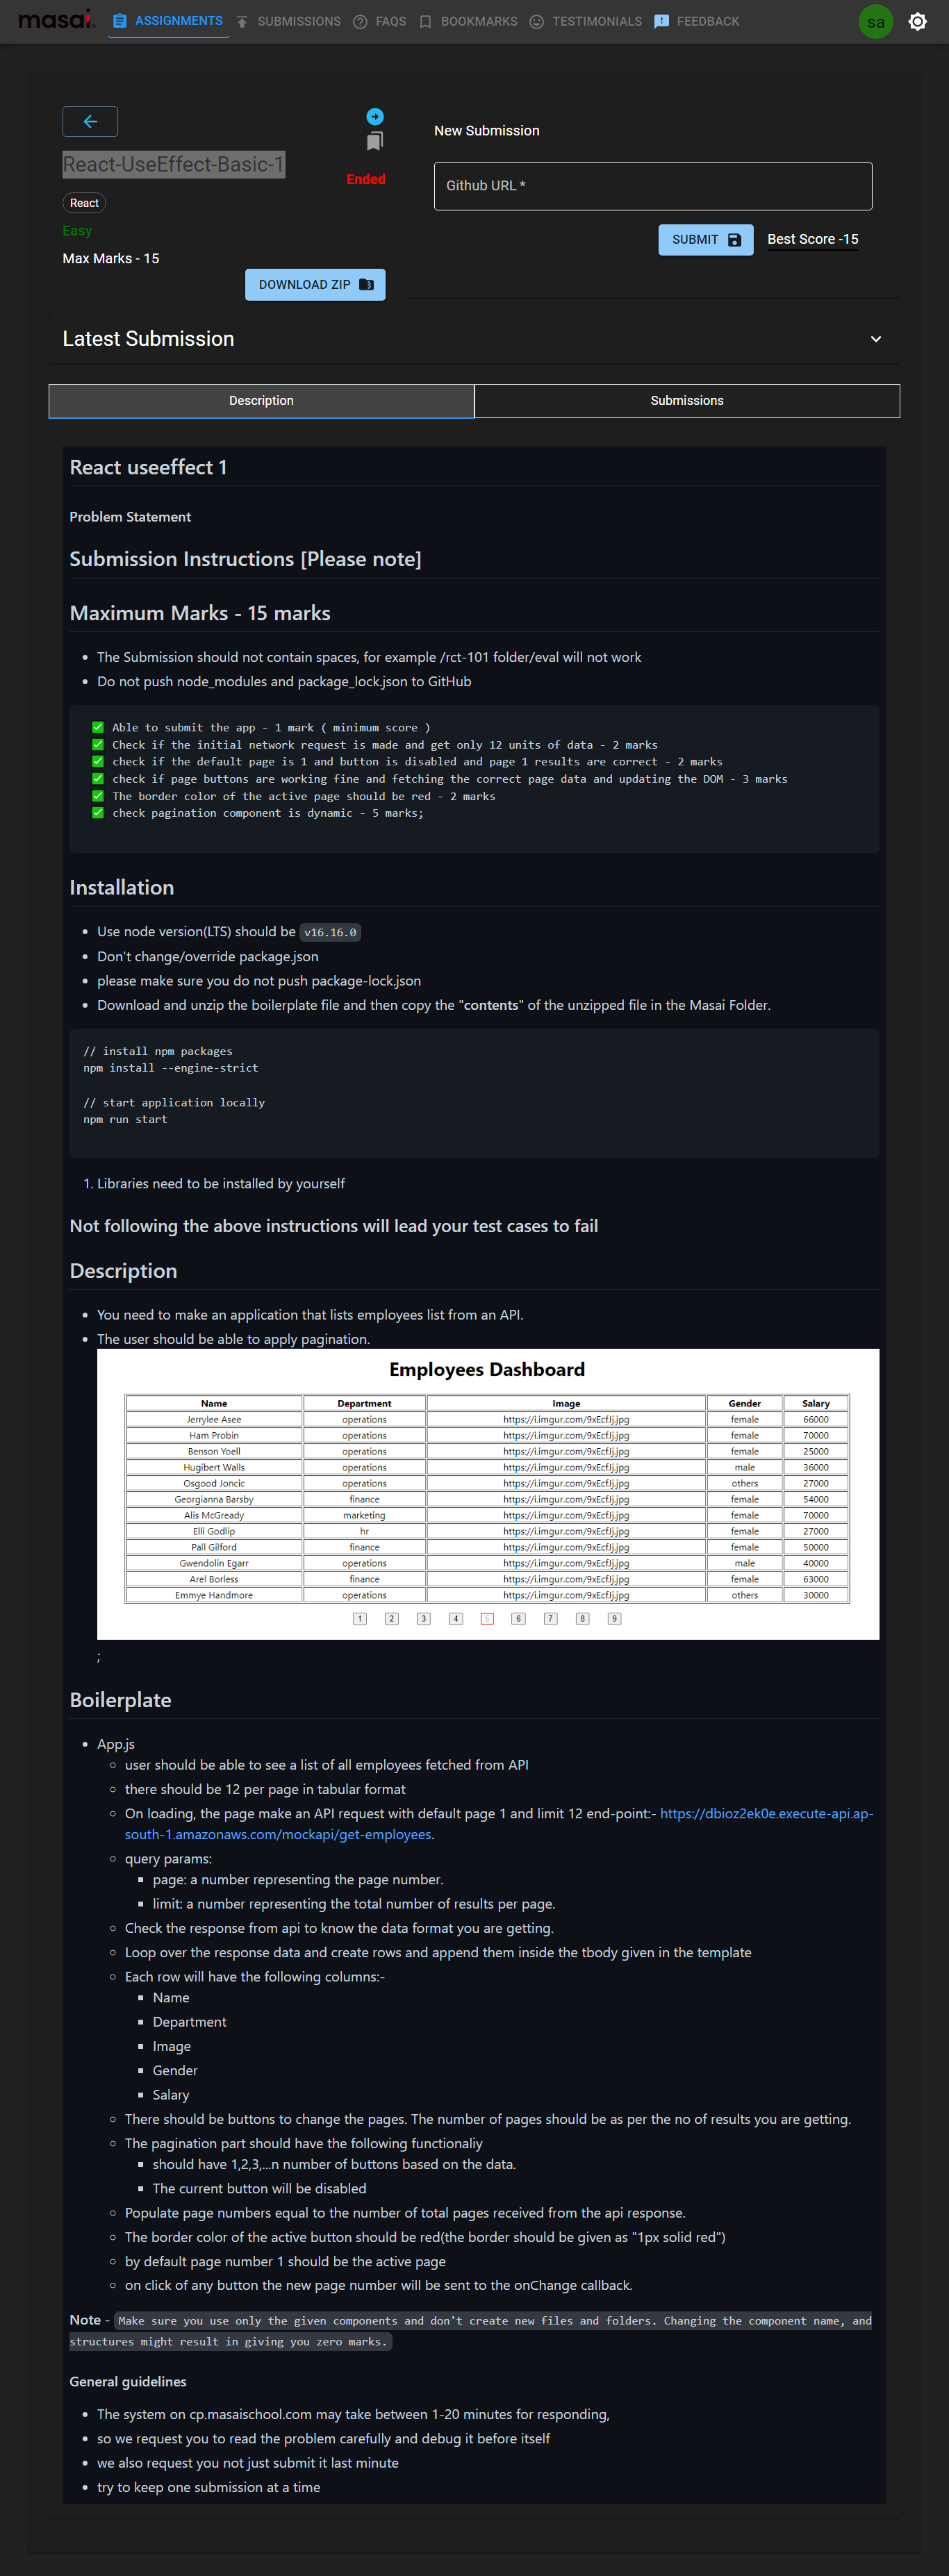 masai.
ASSIGNMENTS SUBMISSIONS FAQS BOOKMARKS TESTIMONIALS FEEDBACK sa
React-UseEffect-Basic-1
Ended
React
Easy
Max Marks - 15
DOWNLOAD ZIP
New Submission
Github URL *
SUBMIT Best Score -15
Latest Submission
Description Submissions
React useeffect 1
Problem Statement
Submission Instructions [Please note]
Maximum Marks - 15 marks
• The Submission should not contain spaces, for example /rct-101 folder/eval will not work
• Do not push node_modules and package_lock.json to GitHub
✅ Able to submit the app - 1 mark ( minimum score )
✅ Check if the initial network request is made and get only 12 units of data - 2 marks
✅ check if the default page is 1 and button is disabled and page 1 results are correct - 2 marks
✅ check if page buttons are working fine and fetching the correct page data and updating the DOM - 3 marks
✅ The border color of the active page should be red - 2 marks
✅ check pagination component is dynamic - 5 marks;
Installation
• Use node version(LTS) should be v16.16.0
• Don't change/override package.json
• please make sure you do not push package-lock.json
• Download and unzip the boilerplate file and then copy the "contents" of the unzipped file in the Masai Folder.
// install npm packages
npm install --engine-strict
// start application locally
npm run start
1. Libraries need to be installed by yourself
Not following the above instructions will lead your test cases to fail
Description
• You need to make an application that lists employees list from an API.
• The user should be able to apply pagination.
Employees Dashboard
Name Department Image Gender Salary
Jerrylee Asee operations https://i.imgur.com/9xEcfJj.jpg female 66000
Ham Probin operations https://i.imgur.com/9xEcfJj.jpg female 70000
Benson Yoell operations https://i.imgur.com/9xEcfJj.jpg female 25000
Hugibert Walls operations https://i.imgur.com/9xEcfJj.jpg male 36000
Osgood Joncic operations https://i.imgur.com/9xEcfJj.jpg others 27000
Georgianna Barsby finance https://i.imgur.com/9xEcfJj.jpg female 54000
Alis McGready marketing https://i.imgur.com/9xEcfJj.jpg female 70000
Elli Godlip hr https://i.imgur.com/9xEcfJj.jpg female 27000
Pall Gilford finance https://i.imgur.com/9xEcfJj.jpg female 50000
Gwendolin Egarr operations https://i.imgur.com/9xEcfJj.jpg male 40000
Arel Borless finance https://i.imgur.com/9xEcfJj.jpg female 63000
Emmye Handmore operations https://i.imgur.com/9xEcfJj.jpg others 30000
1 2 3 4 5 6 7 8 9
;
Boilerplate
• App.js
◦ user should be able to see a list of all employees fetched from API
◦ there should be 12 per page in tabular format
◦ On loading, the page make an API request with default page 1 and limit 12 end-point:- https://dbioz2ek0e.execute-api.ap-
south-1.amazonaws.com/mockapi/get-employees.
◦ query params:
▪ page: a number representing the page number.
▪ limit: a number representing the total number of results per page.
◦ Check the response from api to know the data format you are getting.
◦ Loop over the response data and create rows and append them inside the tbody given in the template
◦ Each row will have the following columns:-
▪ Name
▪ Department
▪ Image
▪ Gender
▪ Salary
◦ There should be buttons to change the pages. The number of pages should be as per the no of results you are getting.
◦ The pagination part should have the following functionaliy
▪ should have 1,2,3,...n number of buttons based on the data.
▪ The current button will be disabled
◦ Populate page numbers equal to the number of total pages received from the api response.
◦ The border color of the active button should be red(the border should be given as "1px solid red")
◦ by default page number 1 should be the active page
◦ on click of any button the new page number will be sent to the onChange callback.
Note - Make sure you use only the given components and don't create new files and folders. Changing the component name, and
structures might result in giving you zero marks.
General guidelines
• The system on cp.masaischool.com may take between 1-20 minutes for responding,
• so we request you to read the problem carefully and debug it before itself
• we also request you not just submit it last minute
• try to keep one submission at a time